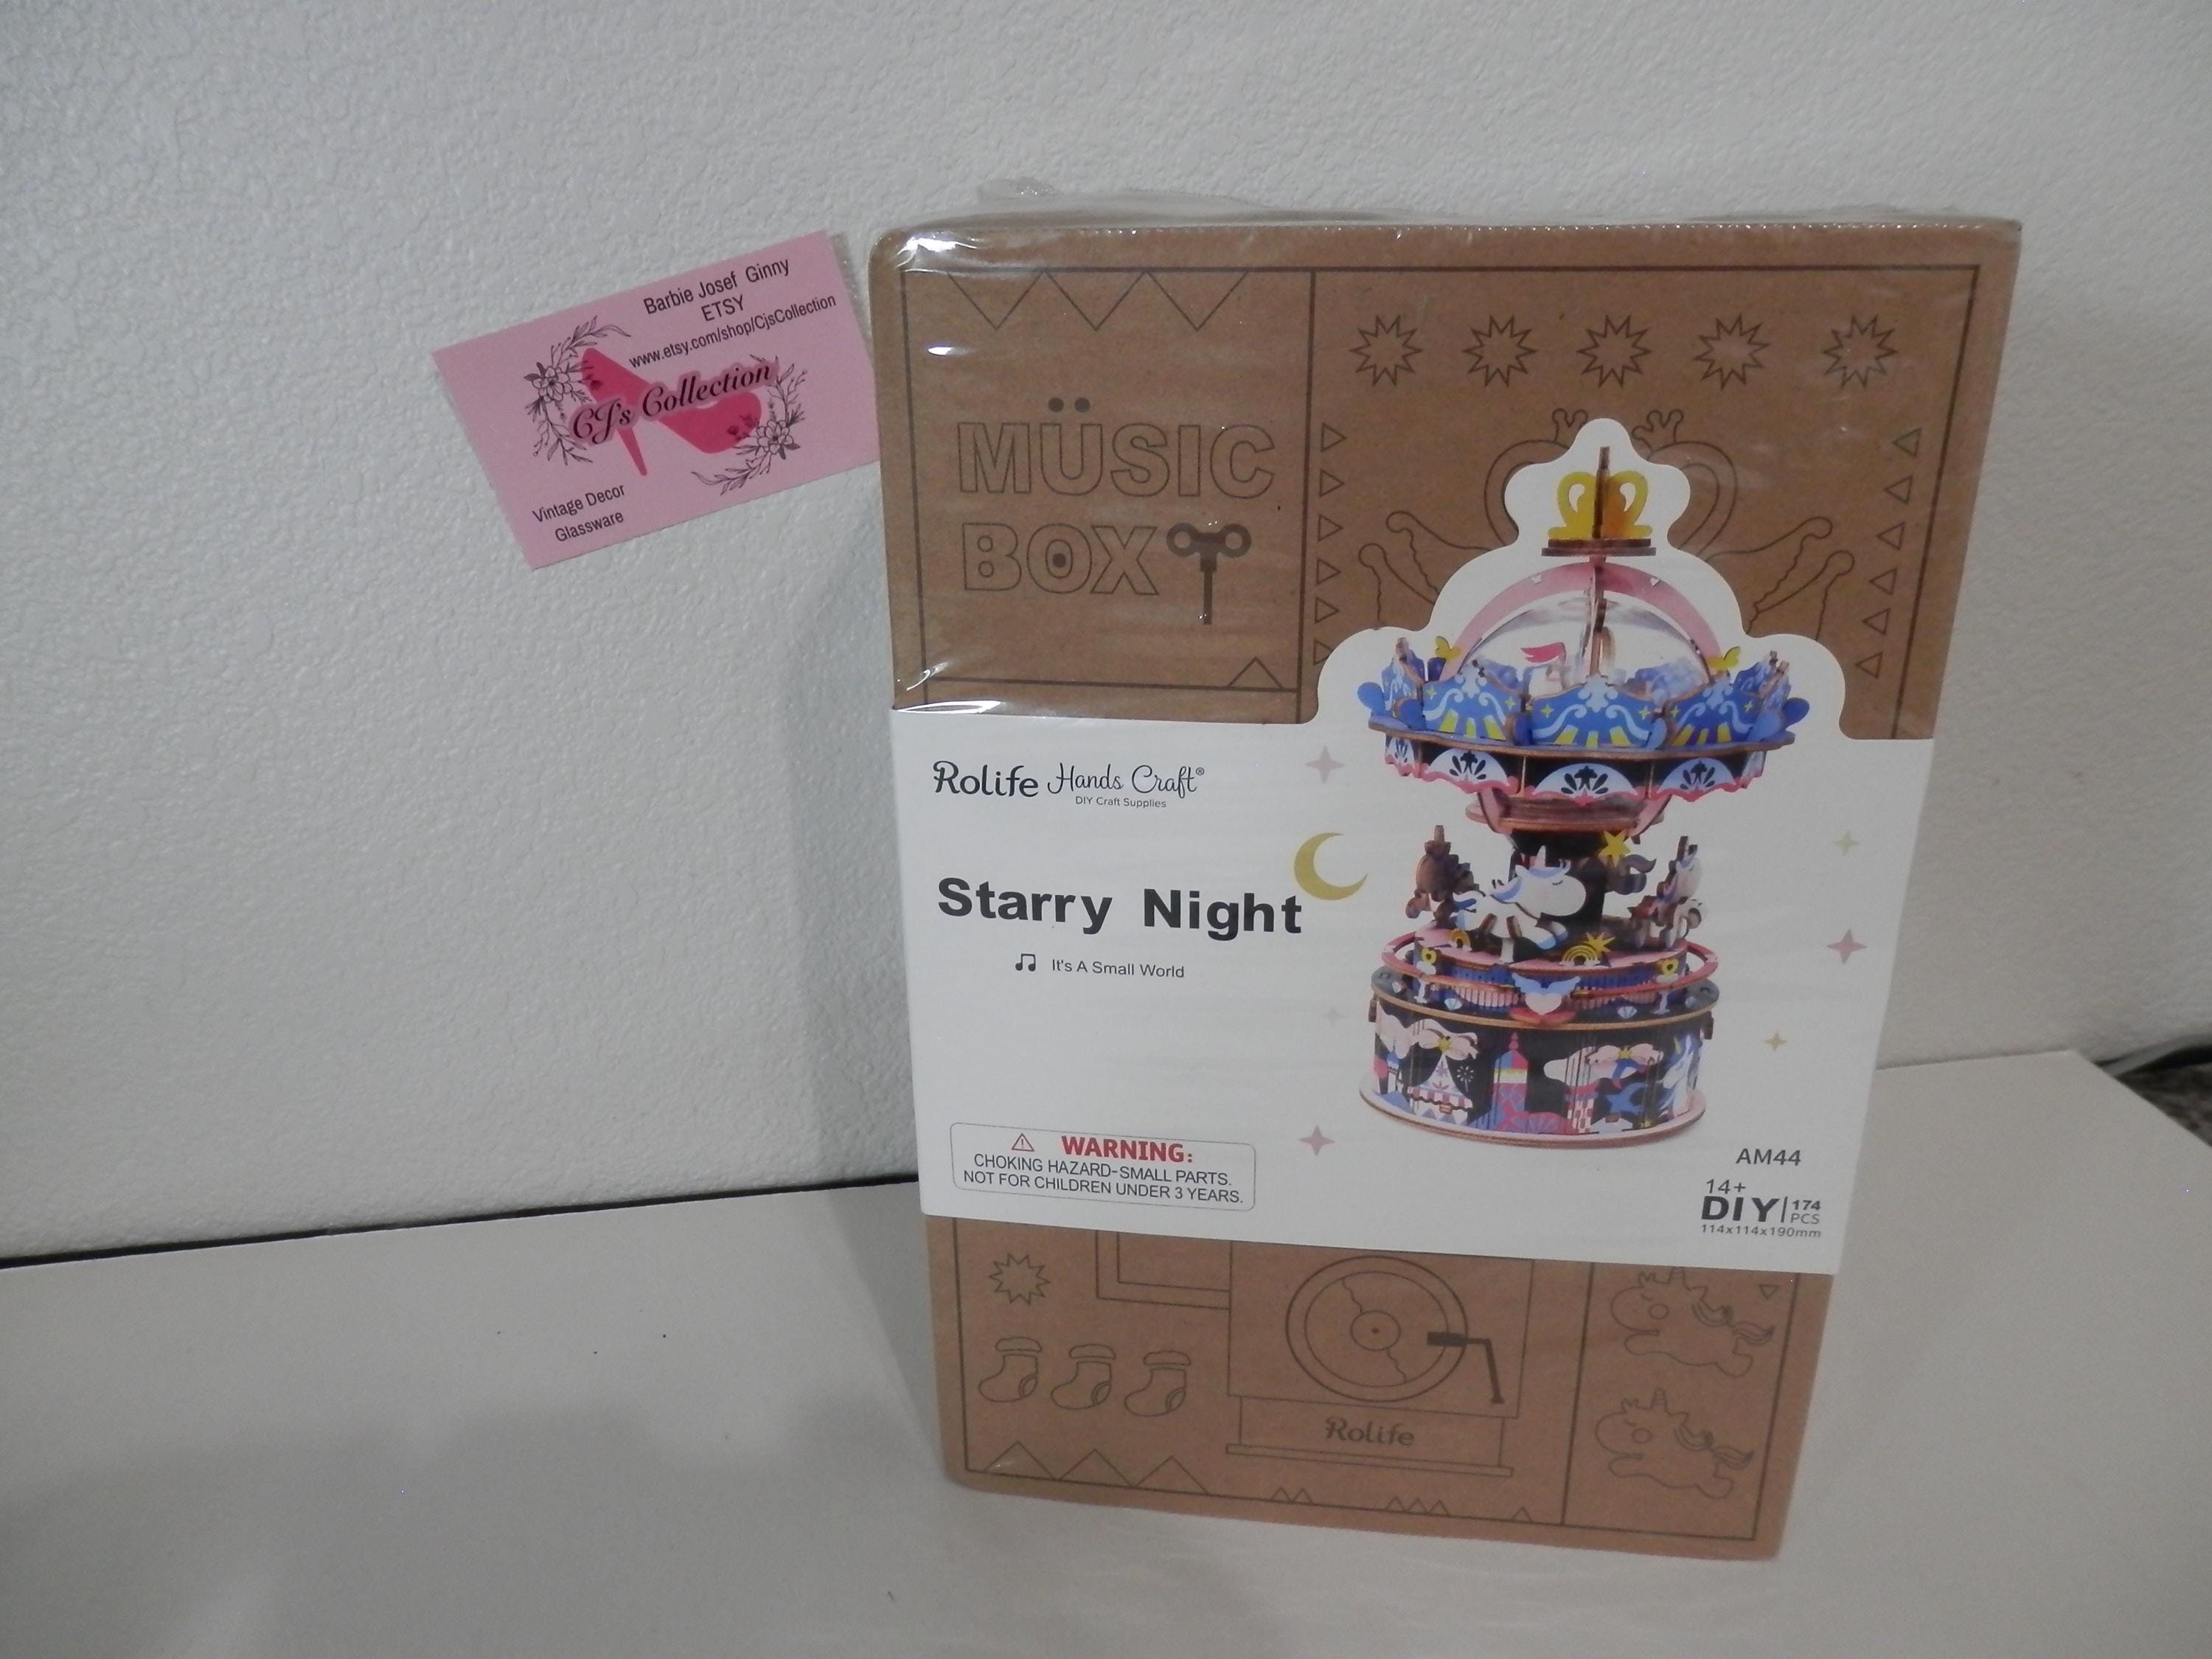 Barbie Josef Ginny
ETSY
www.etsy.com/shop/CjsCollection
CJ's Collection
Vintage Decor
Glassware
MÜSIC
BOX
Rolife Hands Craft®
DIY Craft Supplies
Starry Night
It's A Small World
WARNING:
CHOKING HAZARD-SMALL PARTS.
NOT FOR CHILDREN UNDER 3 YEARS.
AM44
14+
DIY 174
PCS
114x114x190mm
Rolife